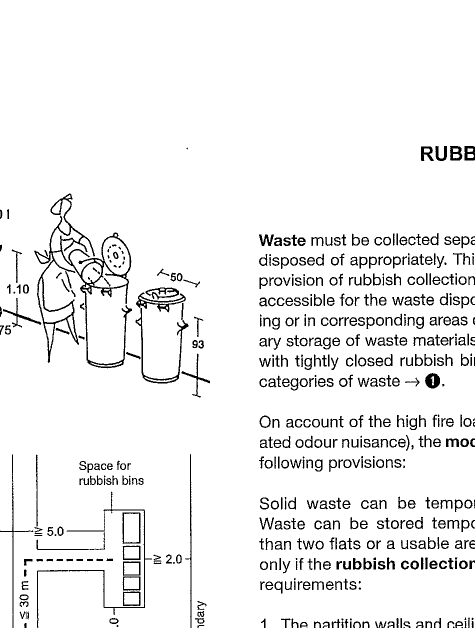 RUBB
0 l
50
1.10
75
93
Waste must be collected sepa
disposed of appropriately. Thi
provision of rubbish collection
accessible for the waste dispo
ing or in corresponding areas o
ary storage of waste materials
with tightly closed rubbish bin
categories of waste → ❶.
On account of the high fire loa
ated odour nuisance), the mod
following provisions:
Solid waste can be tempor
Waste can be stored tempo
than two flats or a usable are
only if the rubbish collection
requirements:
1. The partition walls and ceili
Space for
rubbish bins
≧ 5.0
≧ 2.0
≦ 30 m
.0
ndary